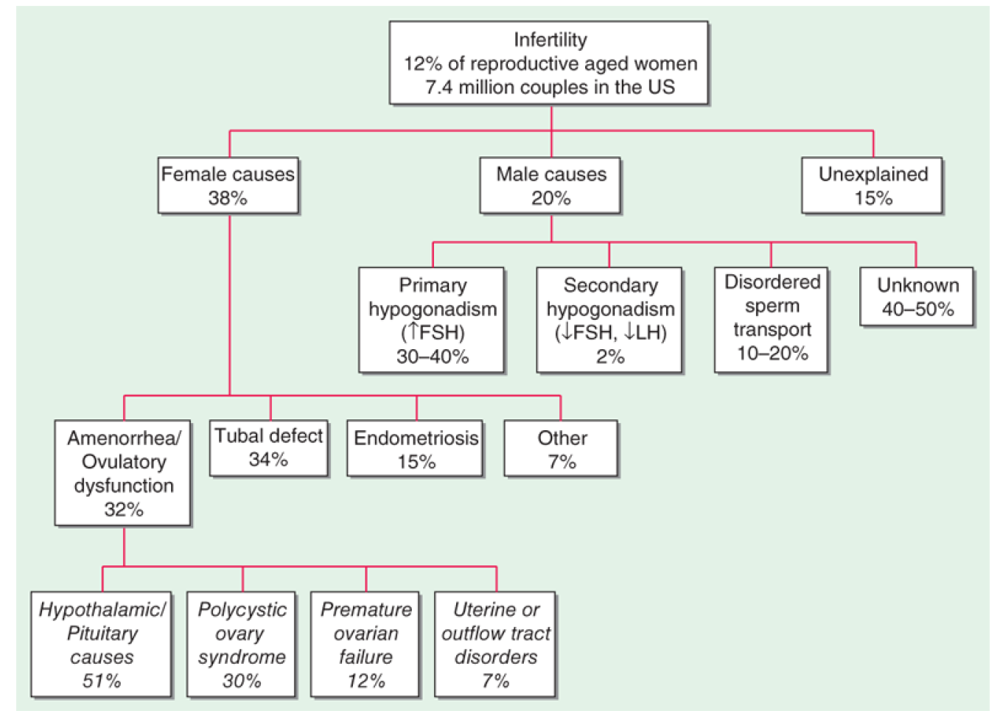 Infertility
12% of reproductive aged women
7.4 million couples in the US
Female causes
38%
Male causes
20%
Unexplained
15%
Primary
hypogonadism
(↑FSH)
30–40%
Secondary
hypogonadism
(↓FSH, ↓LH)
2%
Disordered
sperm
transport
10–20%
Unknown
40–50%
Amenorrhea/
Ovulatory
dysfunction
32%
Tubal defect
34%
Endometriosis
15%
Other
7%
Hypothalamic/
Pituitary
causes
51%
Polycystic
ovary
syndrome
30%
Premature
ovarian
failure
12%
Uterine or
outflow tract
disorders
7%